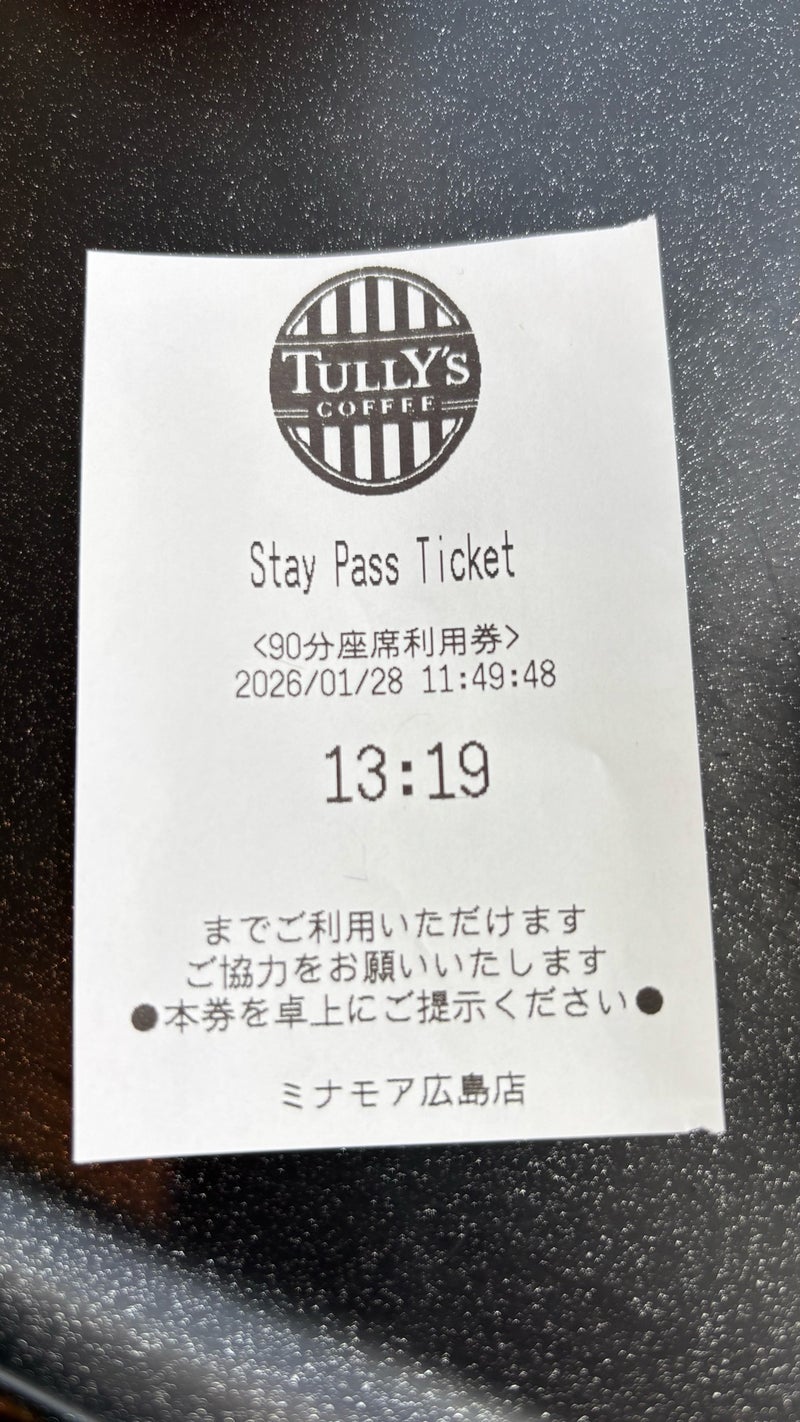 TULLY'S
COFFEE
Stay Pass Ticket
<90分座席利用券>
2026/01/28 11:49:48
13:19
までご利用いただけます
ご協力をお願いいたします
●本券を卓上にご提示ください●
ミナモア広島店